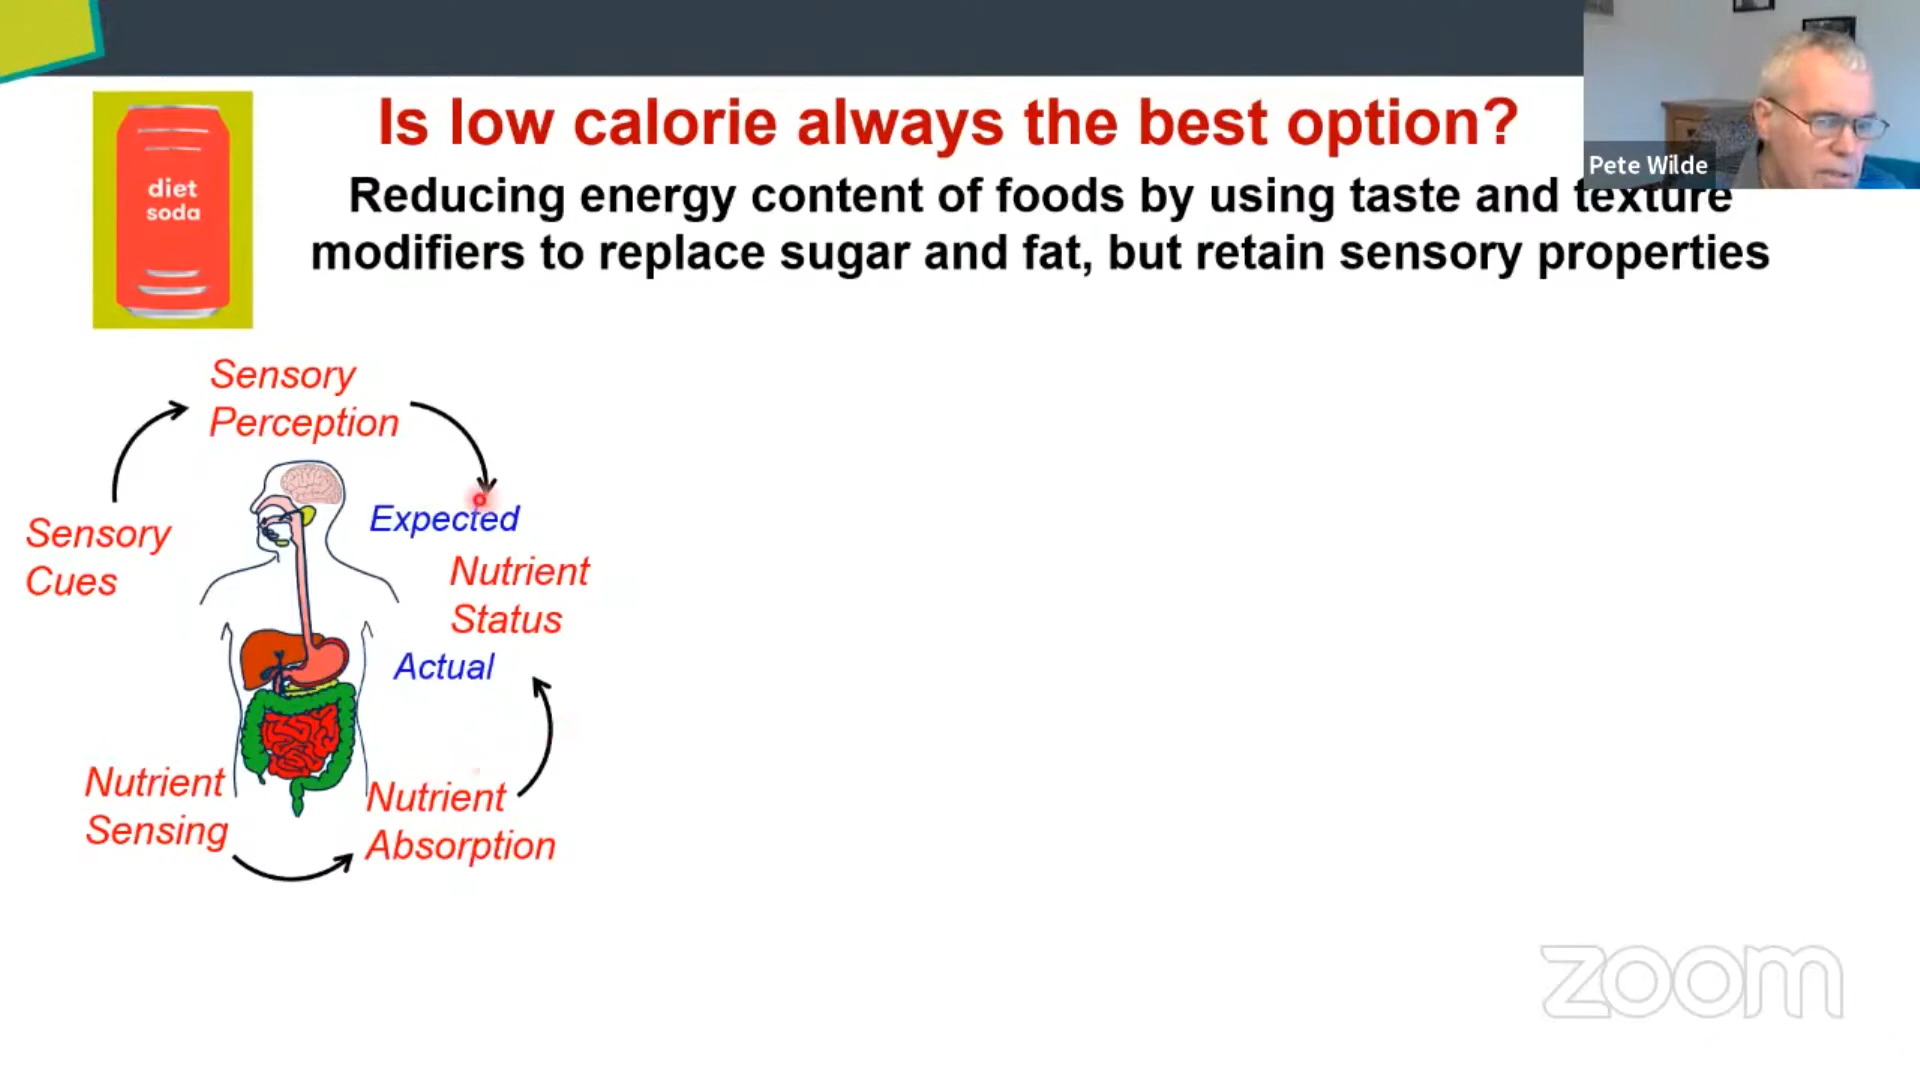 Is low calorie always the best option?
Pete Wilde
Reducing energy content of foods by using taste and texture
modifiers to replace sugar and fat, but retain sensory properties
diet
soda
Sensory
Perception
Sensory
Cues
Expected
Nutrient
Status
Actual
Nutrient
Sensing
Nutrient
Absorption
zoom